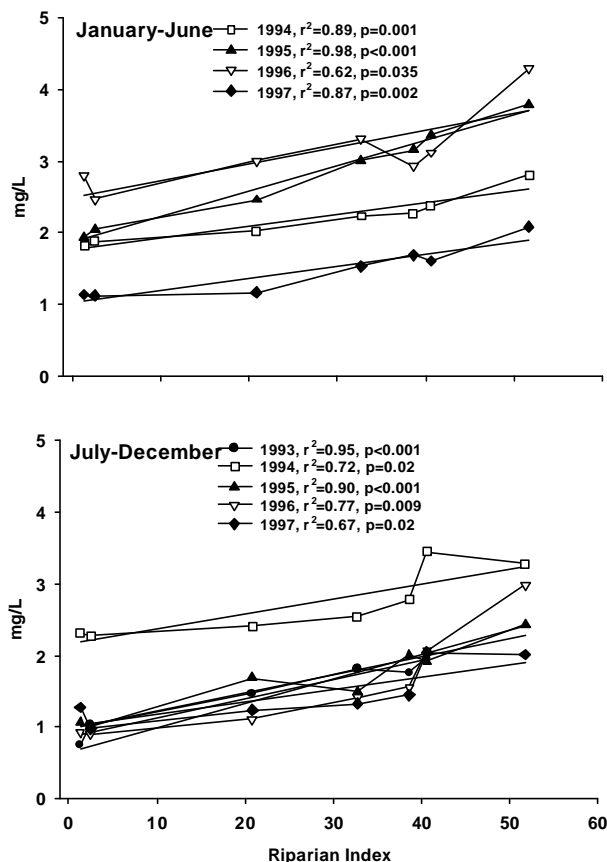 January-June
1994, r²=0.89, p=0.001
1995, r²=0.98, p<0.001
1996, r²=0.62, p=0.035
1997, r²=0.87, p=0.002
5
4
3
2
1
0
mg/L
July-December
1993, r²=0.95, p<0.001
1994, r²=0.72, p=0.02
1995, r²=0.90, p<0.001
1996, r²=0.77, p=0.009
1997, r²=0.67, p=0.02
5
4
3
2
1
0
mg/L
0 10 20 30 40 50 60
Riparian Index